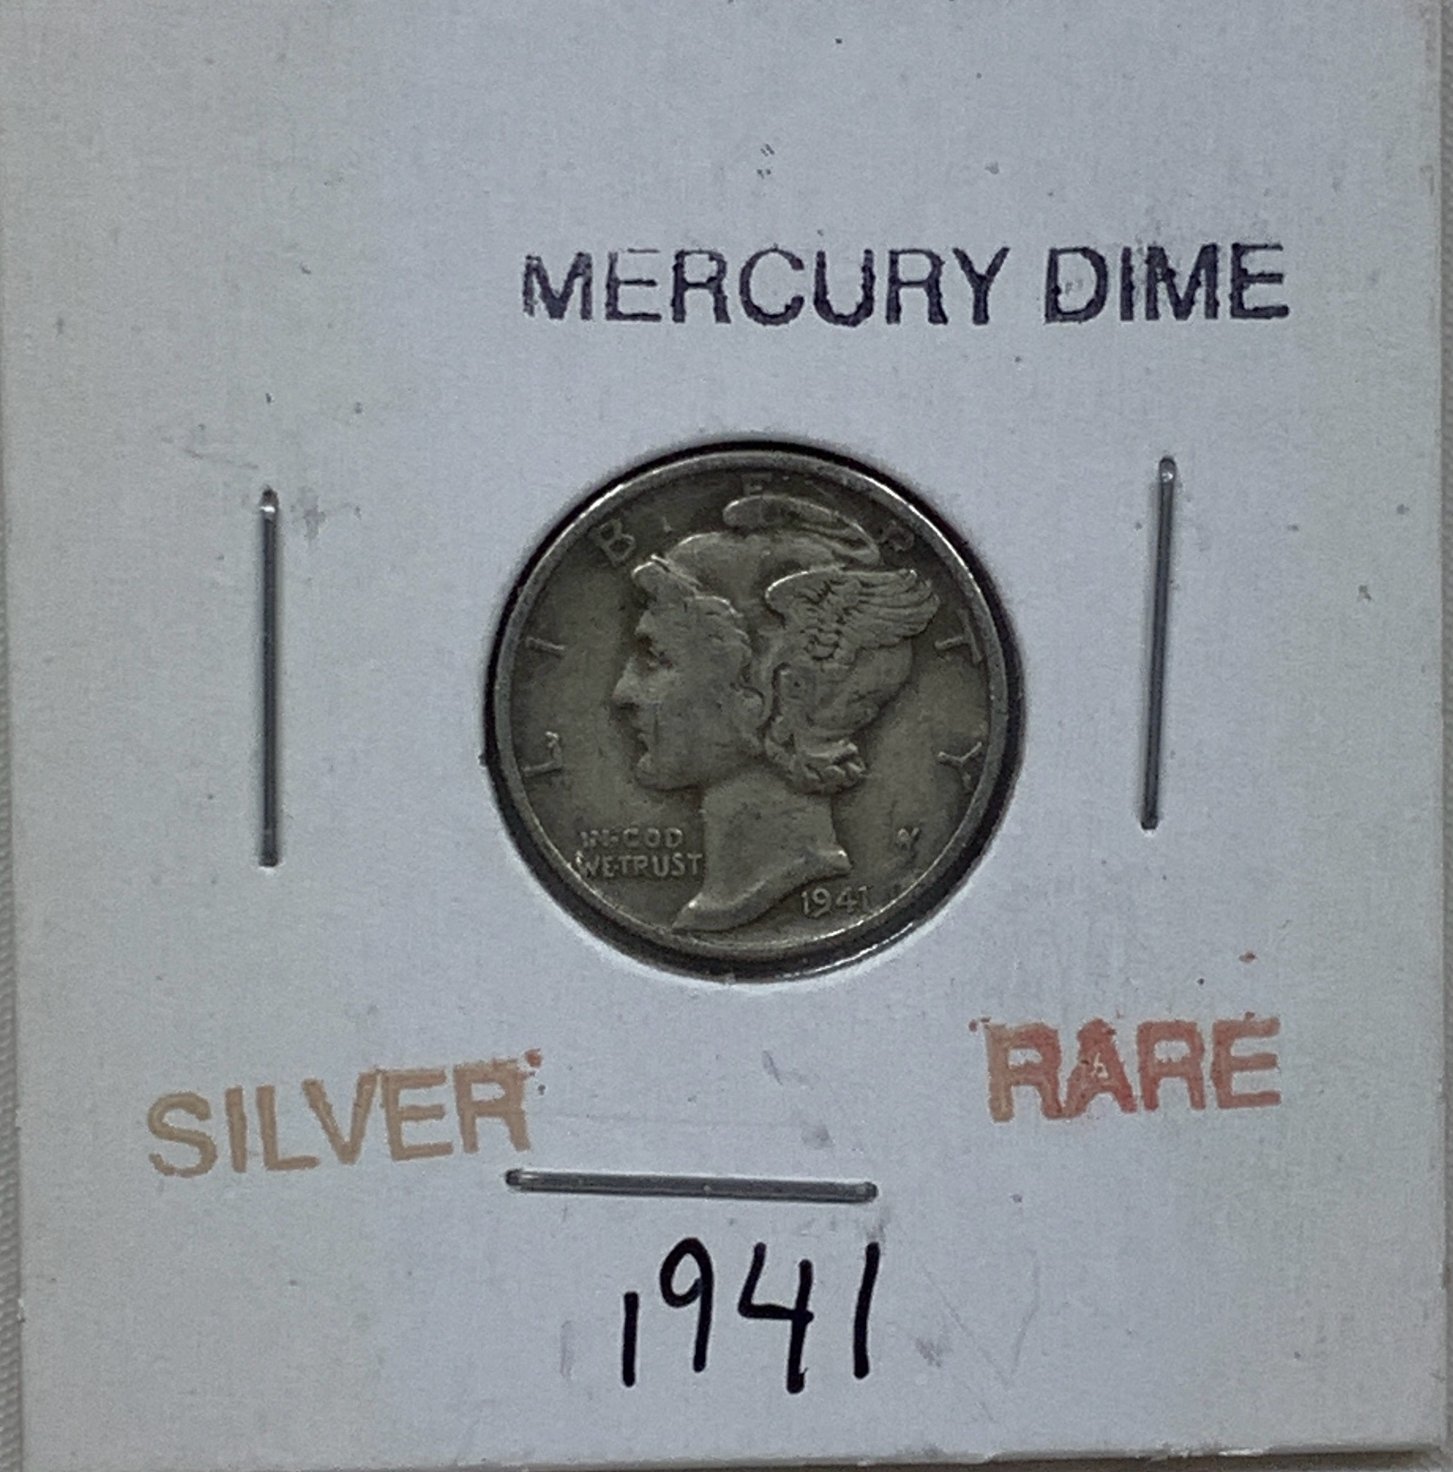 MERCURY DIME
LIBERTY
IN·GOD
WE·TRUST
1941
SILVER
RARE
1941